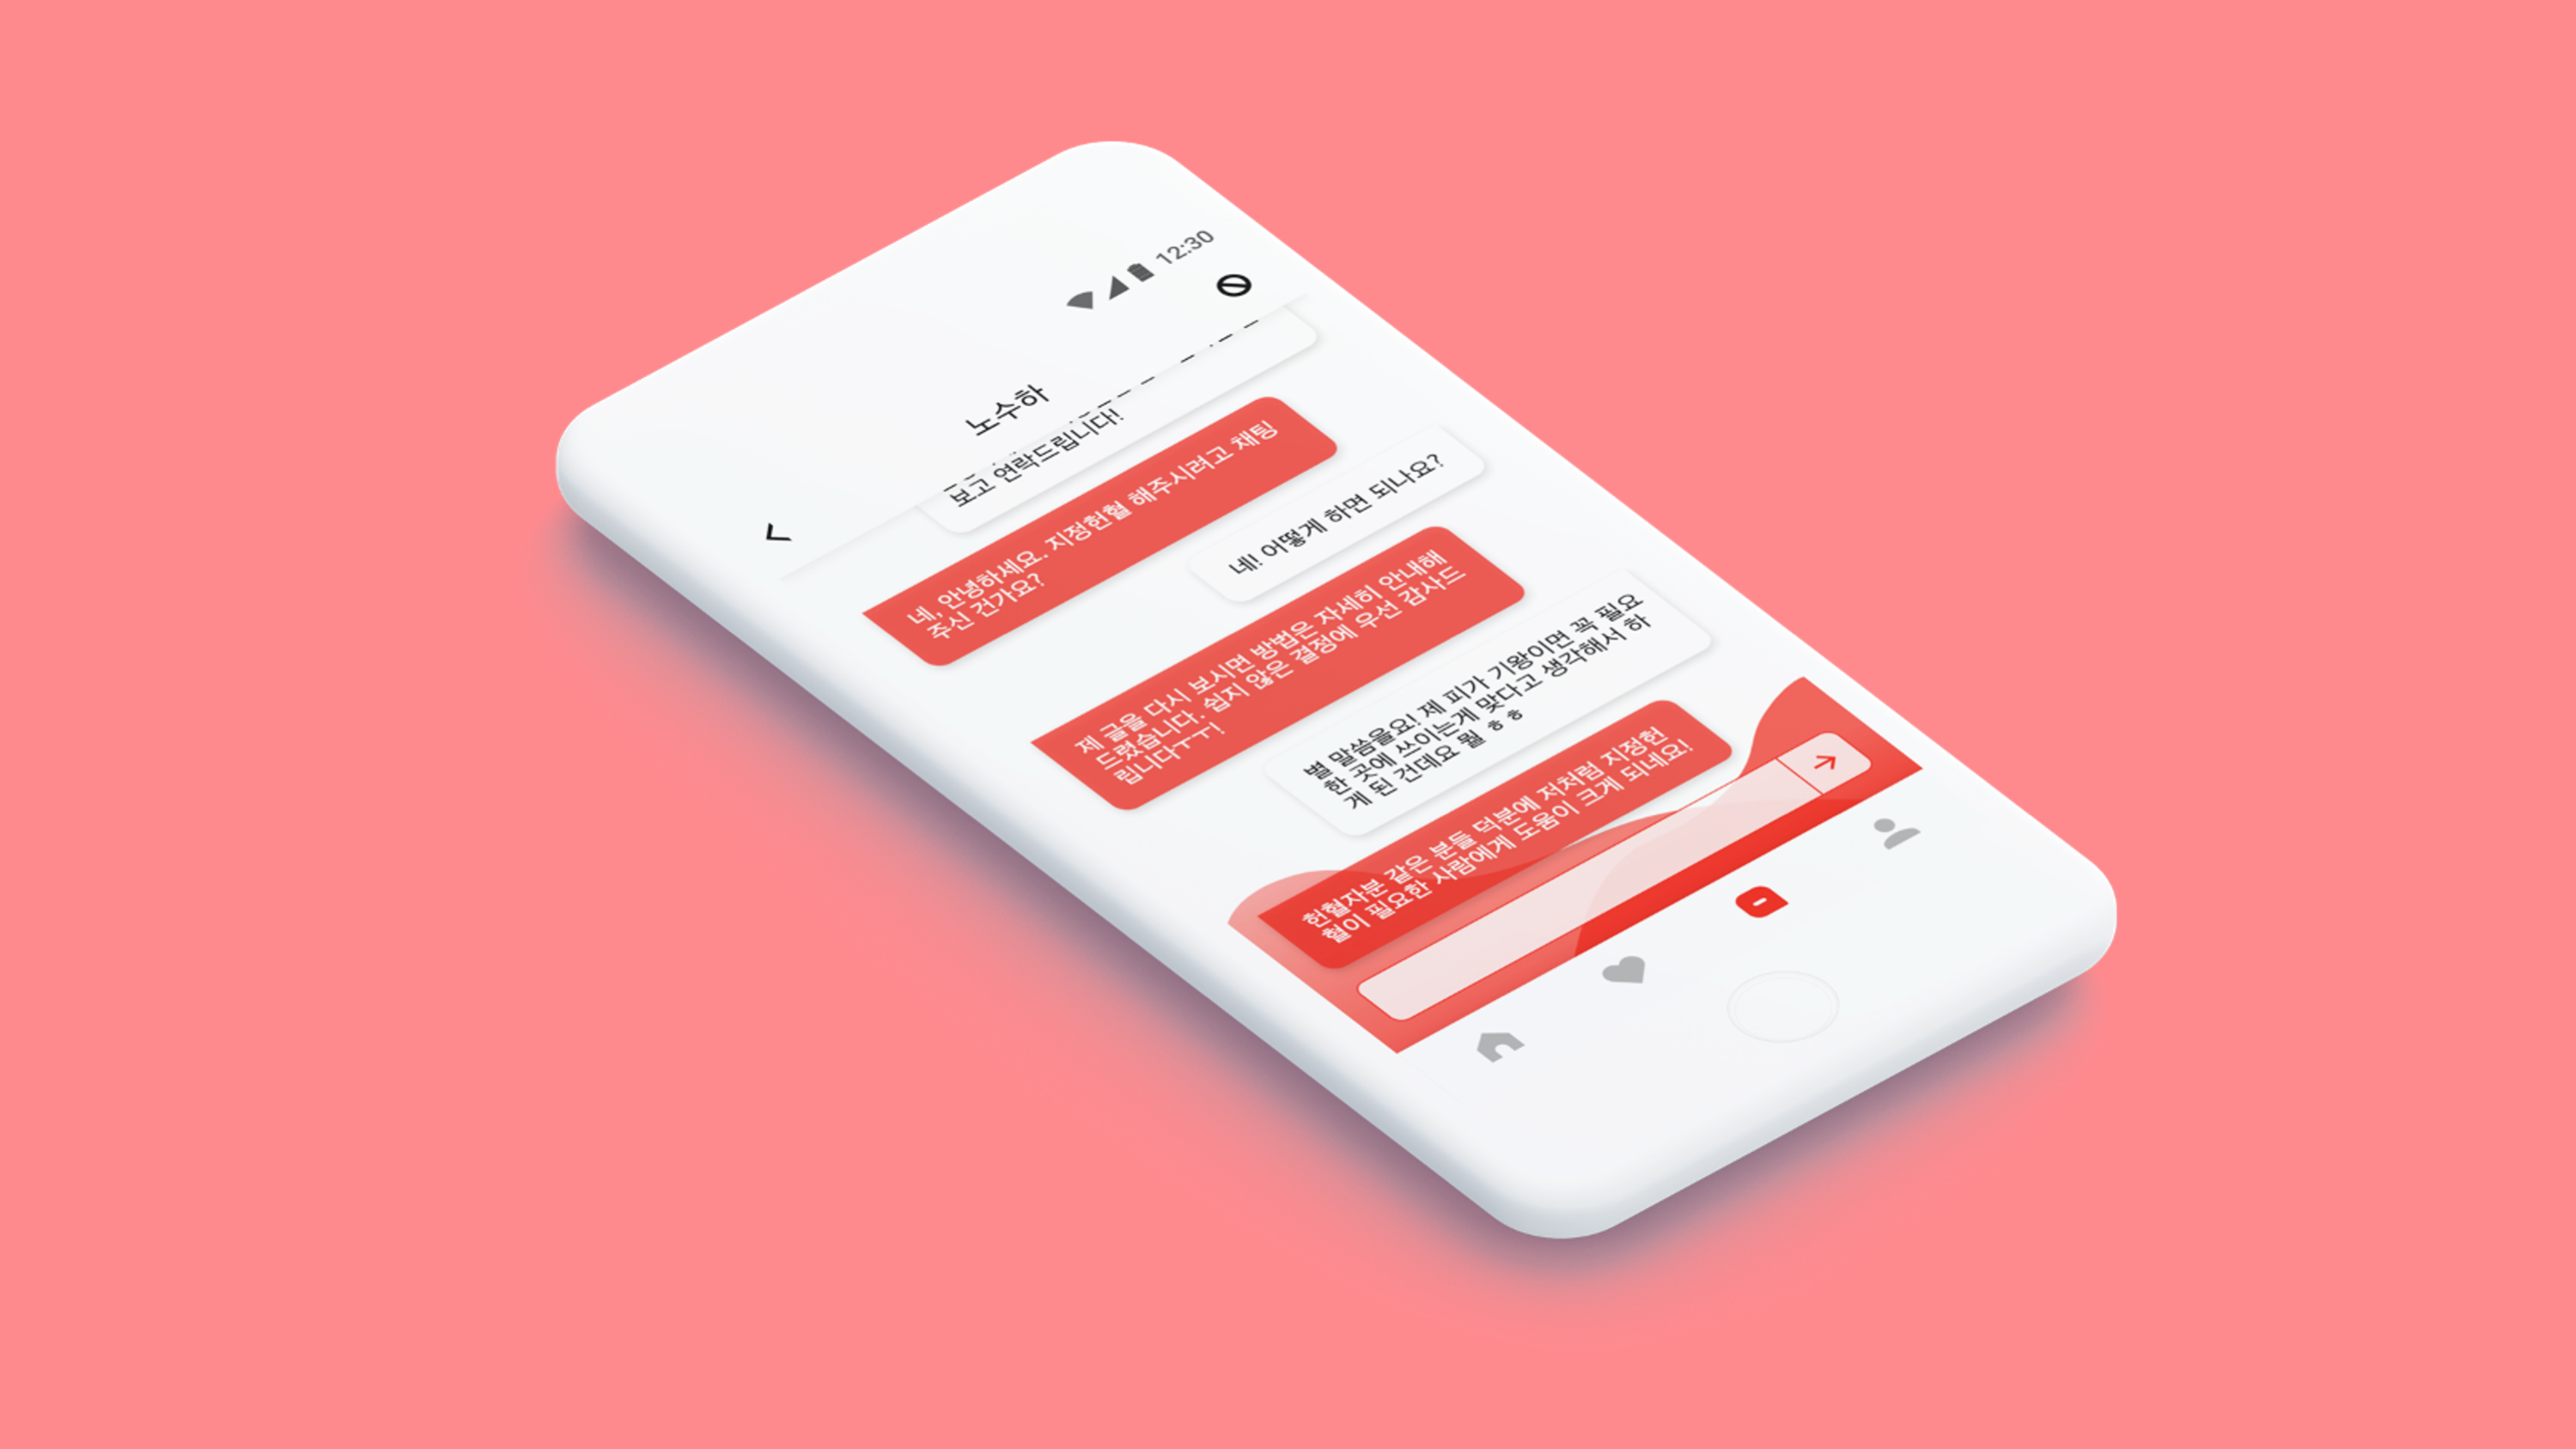 12:30
노수하
보고 연락드립니다!
네, 안녕하세요. 지정헌혈 해주시려고 채팅
주신 건가요?
네! 어떻게 하면 되나요?
제 글을 다시 보시면 방법은 자세히 안내해
드렸습니다. 쉽지 않은 결정에 우선 감사드
립니다ㅜㅜ!
별 말씀을요! 제 피가 기왕이면 꼭 필요
한 곳에 쓰이는게 맞다고 생각해서 하
게 된 건데요 뭘 ㅎㅎ
헌혈자분 같은 분들 덕분에 저처럼 지정헌
혈이 필요한 사람에게 도움이 크게 되네요!